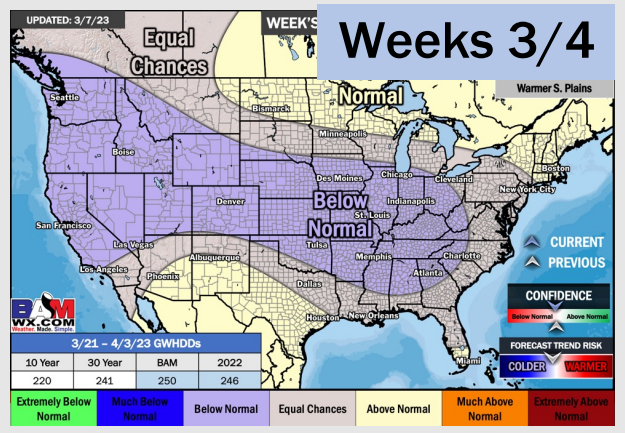 UPDATED: 3/7/23
WEEK'S
Weeks 3/4
Equal
Chances
Normal
Warmer S. Plains
Seattle
Bismarck
Minneapolis
Boise
Boston
Des Moines
Chicago
Cleveland
New York City
Denver
Below
Normal
Indianapolis
St. Louis
San Francisco
Las Vegas
Tulsa
Memphis
Charlotte
Los Angeles
Albuquerque
Phoenix
Atlanta
Dallas
Houston
New Orleans
Miami
CURRENT
PREVIOUS
CONFIDENCE
Below Normal
Above Normal
FORECAST TREND RISK
COLDER
WARMER
BAM
WX.COM
Weather. Made. Simple.
3/21 – 4/3/23 GWHDDs
10 Year 30 Year BAM 2022
220 241 250 246
Extremely Below Normal
Much Below Normal
Below Normal
Equal Chances
Above Normal
Much Above Normal
Extremely Above Normal